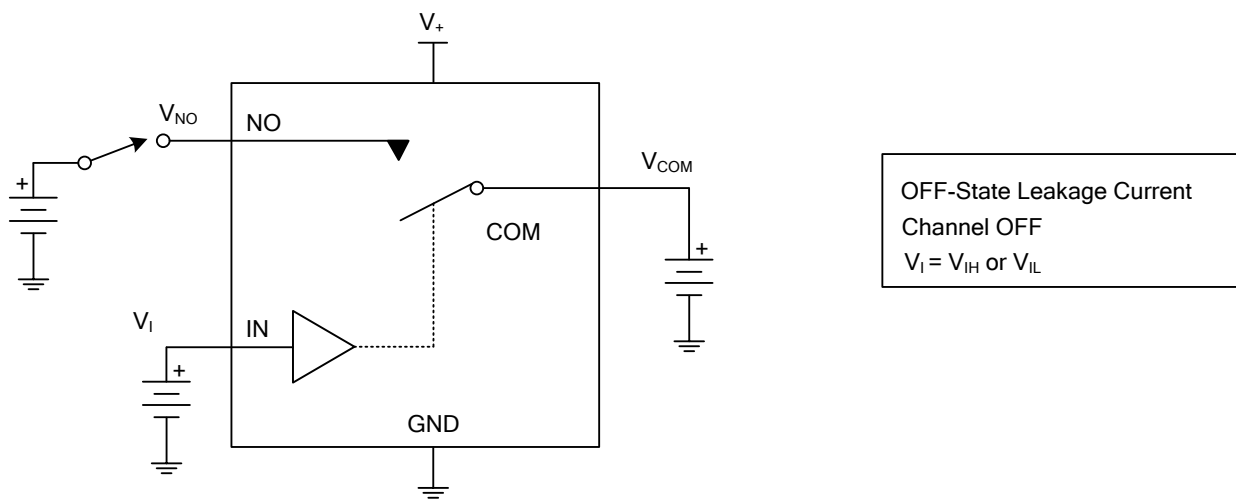 V+
VNO
NO
+
VCOM
COM
+
VI
IN
+
GND
OFF-State Leakage Current
Channel OFF
VI = VIH or VIL